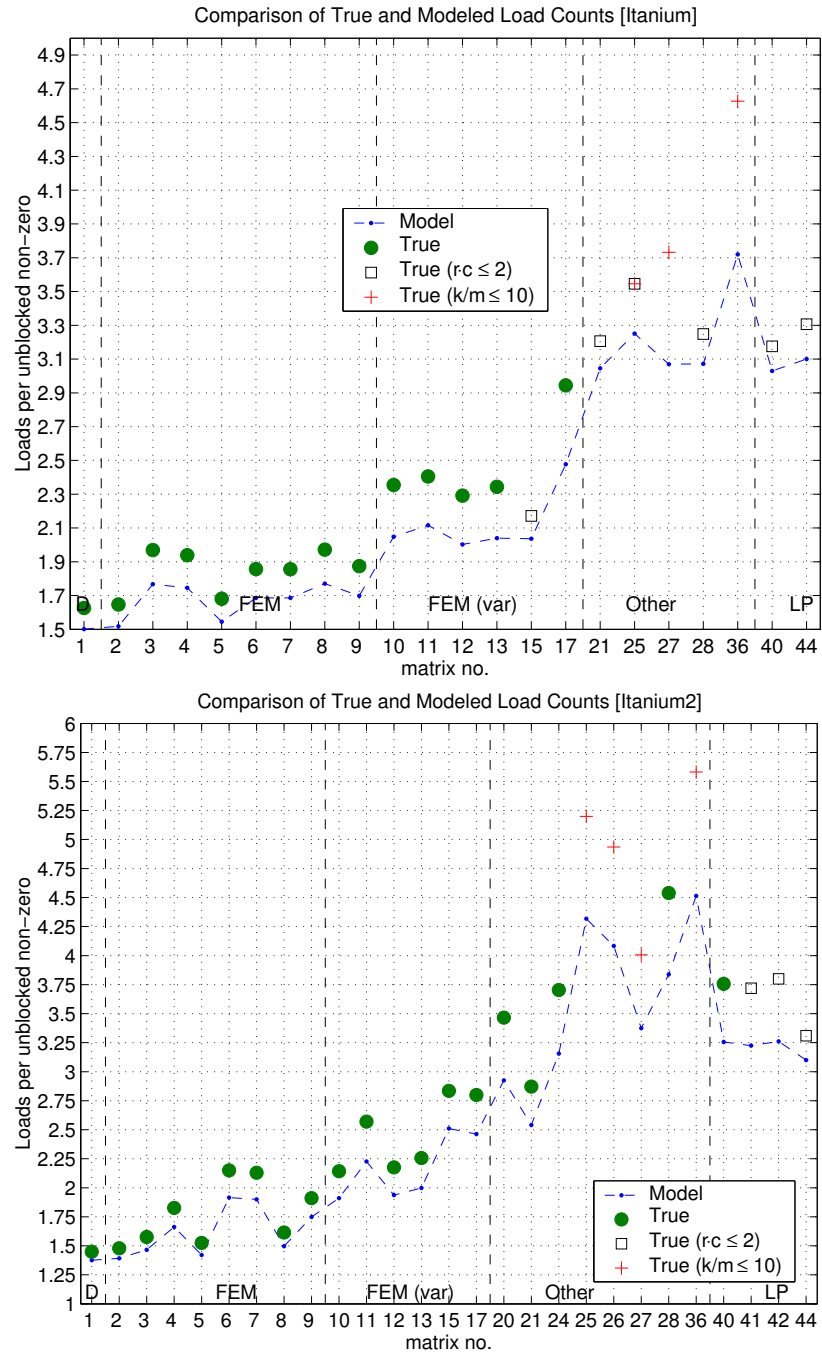 Comparison of True and Modeled Load Counts [Itanium]
4.9
4.7
4.5
4.3
4.1
3.9
3.7
3.5
3.3
3.1
2.9
2.7
2.5
2.3
2.1
1.9
1.7
1.5
Loads per unblocked non−zero
Model
True
True (r·c ≤ 2)
True (k/m ≤ 10)
D FEM FEM (var) Other LP
1 2 3 4 5 6 7 8 9 10 11 12 13 15 17 21 25 27 28 36 40 44
matrix no.
Comparison of True and Modeled Load Counts [Itanium2]
6
5.75
5.5
5.25
5
4.75
4.5
4.25
4
3.75
3.5
3.25
3
2.75
2.5
2.25
2
1.75
1.5
1.25
1
Loads per unblocked non−zero
Model
True
True (r·c ≤ 2)
True (k/m ≤ 10)
D FEM FEM (var) Other LP
1 2 3 4 5 6 7 8 9 10 11 12 13 15 17 20 21 24 25 26 27 28 36 40 41 42 44
matrix no.